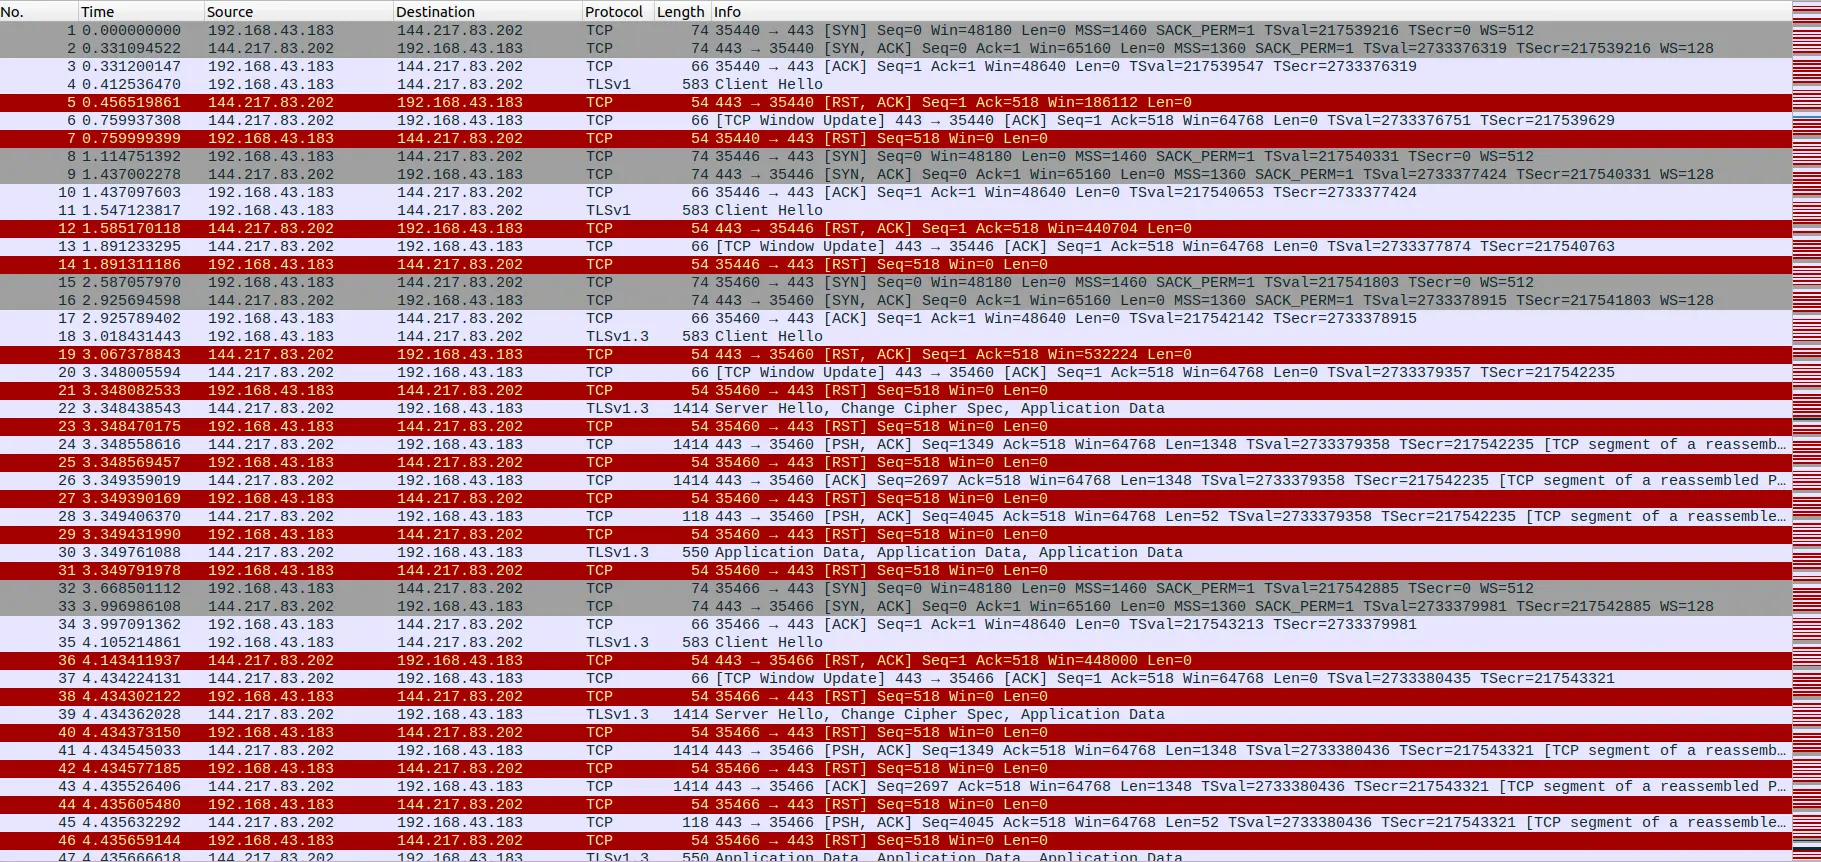 No. Time Source Destination Protocol Length Info
1 0.000000000 192.168.43.183 144.217.83.202 TCP 74 35440 → 443 [SYN] Seq=0 Win=48180 Len=0 MSS=1460 SACK_PERM=1 TSval=217539216 TSecr=0 WS=512
2 0.331094522 144.217.83.202 192.168.43.183 TCP 74 443 → 35440 [SYN, ACK] Seq=0 Ack=1 Win=65160 Len=0 MSS=1360 SACK_PERM=1 TSval=2733376319 TSecr=217539216 WS=128
3 0.331200147 192.168.43.183 144.217.83.202 TCP 66 35440 → 443 [ACK] Seq=1 Ack=1 Win=48640 Len=0 TSval=217539547 TSecr=2733376319
4 0.412536470 192.168.43.183 144.217.83.202 TLSv1 583 Client Hello
5 0.456519861 144.217.83.202 192.168.43.183 TCP 54 443 → 35440 [RST, ACK] Seq=1 Ack=518 Win=186112 Len=0
6 0.759937308 144.217.83.202 192.168.43.183 TCP 66 [TCP Window Update] 443 → 35440 [ACK] Seq=1 Ack=518 Win=64768 Len=0 TSval=2733376751 TSecr=217539629
7 0.759999399 192.168.43.183 144.217.83.202 TCP 54 35440 → 443 [RST] Seq=518 Win=0 Len=0
8 1.114751392 192.168.43.183 144.217.83.202 TCP 74 35446 → 443 [SYN] Seq=0 Win=48180 Len=0 MSS=1460 SACK_PERM=1 TSval=217540331 TSecr=0 WS=512
9 1.437002278 144.217.83.202 192.168.43.183 TCP 74 443 → 35446 [SYN, ACK] Seq=0 Ack=1 Win=65160 Len=0 MSS=1360 SACK_PERM=1 TSval=2733377424 TSecr=217540331 WS=128
10 1.437097603 192.168.43.183 144.217.83.202 TCP 66 35446 → 443 [ACK] Seq=1 Ack=1 Win=48640 Len=0 TSval=217540653 TSecr=2733377424
11 1.547123817 192.168.43.183 144.217.83.202 TLSv1 583 Client Hello
12 1.585170118 144.217.83.202 192.168.43.183 TCP 54 443 → 35446 [RST, ACK] Seq=1 Ack=518 Win=440704 Len=0
13 1.891233295 144.217.83.202 192.168.43.183 TCP 66 [TCP Window Update] 443 → 35446 [ACK] Seq=1 Ack=518 Win=64768 Len=0 TSval=2733377874 TSecr=217540763
14 1.891311186 192.168.43.183 144.217.83.202 TCP 54 35446 → 443 [RST] Seq=518 Win=0 Len=0
15 2.587057970 192.168.43.183 144.217.83.202 TCP 74 35460 → 443 [SYN] Seq=0 Win=48180 Len=0 MSS=1460 SACK_PERM=1 TSval=217541803 TSecr=0 WS=512
16 2.925694598 144.217.83.202 192.168.43.183 TCP 74 443 → 35460 [SYN, ACK] Seq=0 Ack=1 Win=65160 Len=0 MSS=1360 SACK_PERM=1 TSval=2733378915 TSecr=217541803 WS=128
17 2.925789402 192.168.43.183 144.217.83.202 TCP 66 35460 → 443 [ACK] Seq=1 Ack=1 Win=48640 Len=0 TSval=217542142 TSecr=2733378915
18 3.018431443 192.168.43.183 144.217.83.202 TLSv1.3 583 Client Hello
19 3.067378843 144.217.83.202 192.168.43.183 TCP 54 443 → 35460 [RST, ACK] Seq=1 Ack=518 Win=532224 Len=0
20 3.348005594 144.217.83.202 192.168.43.183 TCP 66 [TCP Window Update] 443 → 35460 [ACK] Seq=1 Ack=518 Win=64768 Len=0 TSval=2733379357 TSecr=217542235
21 3.348082533 192.168.43.183 144.217.83.202 TCP 54 35460 → 443 [RST] Seq=518 Win=0 Len=0
22 3.348438543 144.217.83.202 192.168.43.183 TLSv1.3 1414 Server Hello, Change Cipher Spec, Application Data
23 3.348470175 192.168.43.183 144.217.83.202 TCP 54 35460 → 443 [RST] Seq=518 Win=0 Len=0
24 3.348558616 144.217.83.202 192.168.43.183 TCP 1414 443 → 35460 [PSH, ACK] Seq=1349 Ack=518 Win=64768 Len=1348 TSval=2733379358 TSecr=217542235 [TCP segment of a reassemb…
25 3.348569457 192.168.43.183 144.217.83.202 TCP 54 35460 → 443 [RST] Seq=518 Win=0 Len=0
26 3.349359019 144.217.83.202 192.168.43.183 TCP 1414 443 → 35460 [ACK] Seq=2697 Ack=518 Win=64768 Len=1348 TSval=2733379358 TSecr=217542235 [TCP segment of a reassembled P…
27 3.349390169 192.168.43.183 144.217.83.202 TCP 54 35460 → 443 [RST] Seq=518 Win=0 Len=0
28 3.349406370 144.217.83.202 192.168.43.183 TCP 118 443 → 35460 [PSH, ACK] Seq=4045 Ack=518 Win=64768 Len=52 TSval=2733379358 TSecr=217542235 [TCP segment of a reassemble…
29 3.349431990 192.168.43.183 144.217.83.202 TCP 54 35460 → 443 [RST] Seq=518 Win=0 Len=0
30 3.349761088 144.217.83.202 192.168.43.183 TLSv1.3 550 Application Data, Application Data, Application Data
31 3.349791978 192.168.43.183 144.217.83.202 TCP 54 35460 → 443 [RST] Seq=518 Win=0 Len=0
32 3.668501112 192.168.43.183 144.217.83.202 TCP 74 35466 → 443 [SYN] Seq=0 Win=48180 Len=0 MSS=1460 SACK_PERM=1 TSval=217542885 TSecr=0 WS=512
33 3.996986108 144.217.83.202 192.168.43.183 TCP 74 443 → 35466 [SYN, ACK] Seq=0 Ack=1 Win=65160 Len=0 MSS=1360 SACK_PERM=1 TSval=2733379981 TSecr=217542885 WS=128
34 3.997091362 192.168.43.183 144.217.83.202 TCP 66 35466 → 443 [ACK] Seq=1 Ack=1 Win=48640 Len=0 TSval=217543213 TSecr=2733379981
35 4.105214861 192.168.43.183 144.217.83.202 TLSv1.3 583 Client Hello
36 4.143411937 144.217.83.202 192.168.43.183 TCP 54 443 → 35466 [RST, ACK] Seq=1 Ack=518 Win=448000 Len=0
37 4.434224131 144.217.83.202 192.168.43.183 TCP 66 [TCP Window Update] 443 → 35466 [ACK] Seq=1 Ack=518 Win=64768 Len=0 TSval=2733380435 TSecr=217543321
38 4.434302122 192.168.43.183 144.217.83.202 TCP 54 35466 → 443 [RST] Seq=518 Win=0 Len=0
39 4.434362028 144.217.83.202 192.168.43.183 TLSv1.3 1414 Server Hello, Change Cipher Spec, Application Data
40 4.434373150 192.168.43.183 144.217.83.202 TCP 54 35466 → 443 [RST] Seq=518 Win=0 Len=0
41 4.434545033 144.217.83.202 192.168.43.183 TCP 1414 443 → 35466 [PSH, ACK] Seq=1349 Ack=518 Win=64768 Len=1348 TSval=2733380436 TSecr=217543321 [TCP segment of a reassemb…
42 4.434577185 192.168.43.183 144.217.83.202 TCP 54 35466 → 443 [RST] Seq=518 Win=0 Len=0
43 4.435526406 144.217.83.202 192.168.43.183 TCP 1414 443 → 35466 [ACK] Seq=2697 Ack=518 Win=64768 Len=1348 TSval=2733380436 TSecr=217543321 [TCP segment of a reassembled P…
44 4.435605480 192.168.43.183 144.217.83.202 TCP 54 35466 → 443 [RST] Seq=518 Win=0 Len=0
45 4.435632292 144.217.83.202 192.168.43.183 TCP 118 443 → 35466 [PSH, ACK] Seq=4045 Ack=518 Win=64768 Len=52 TSval=2733380436 TSecr=217543321 [TCP segment of a reassemble…
46 4.435659144 192.168.43.183 144.217.83.202 TCP 54 35466 → 443 [RST] Seq=518 Win=0 Len=0
47 4.435666618 144.217.83.202 192.168.43.183 TLSv1.3 550 Application Data, Application Data, Application Data